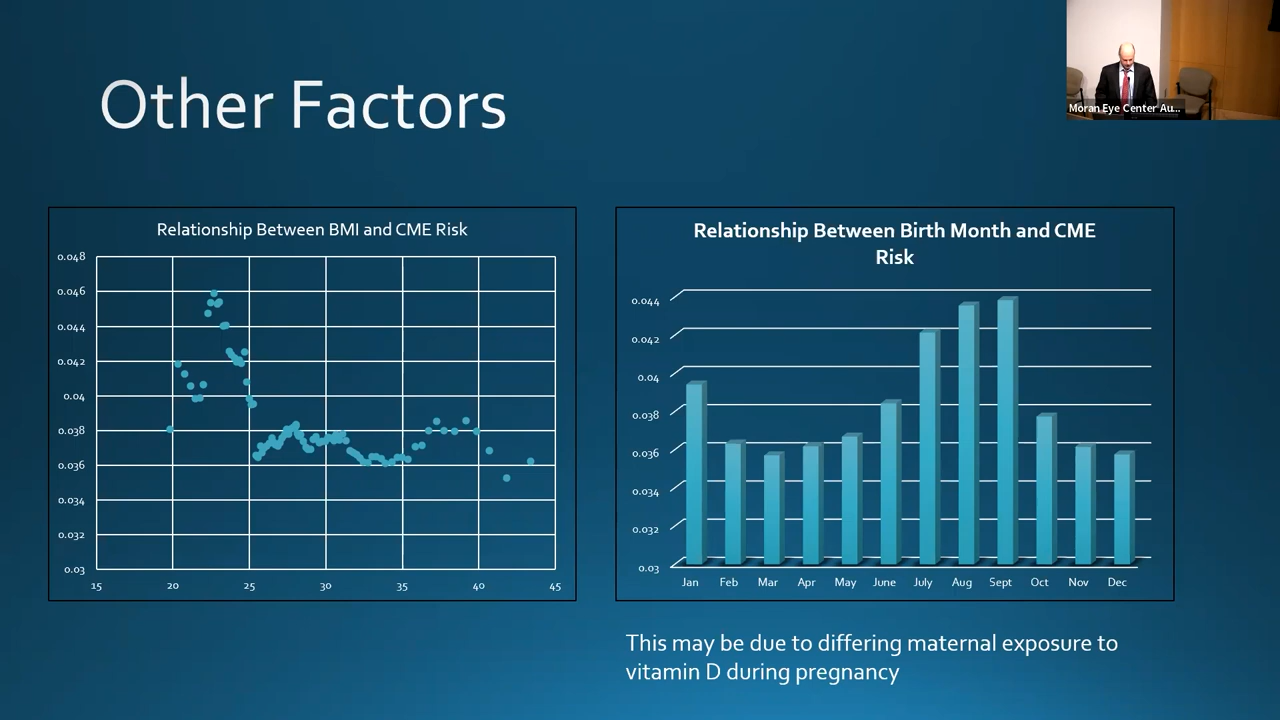 Other Factors
Moran Eye Center Au...
Relationship Between BMI and CME Risk
0.048
0.046
0.044
0.042
0.04
0.038
0.036
0.034
0.032
0.03
15 20 25 30 35 40 45
Relationship Between Birth Month and CME
Risk
0.044
0.042
0.04
0.038
0.036
0.034
0.032
0.03
Jan Feb Mar Apr May June July Aug Sept Oct Nov Dec
This may be due to differing maternal exposure to
vitamin D during pregnancy